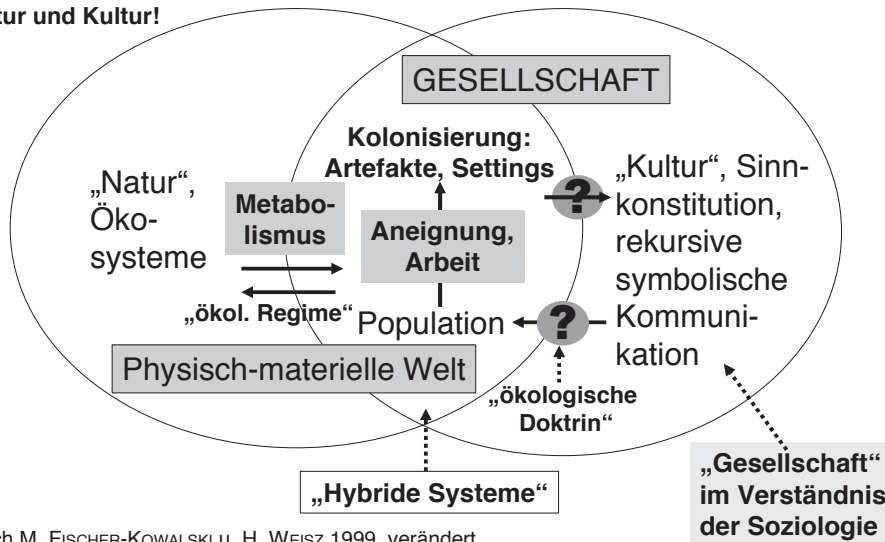 tur und Kultur!
GESELLSCHAFT
Kolonisierung:
Artefakte, Settings
„Natur“,
Öko-
systeme
Metabo-
lismus
Aneignung,
Arbeit
?
„Kultur“, Sinn-
konstitution,
rekursive
symbolische
Kommuni-
kation
„ökol. Regime“
Population
?
Physisch-materielle Welt
„ökologische
Doktrin“
„Hybride Systeme“
„Gesellschaft“
im Verständnis
der Soziologie
ch M. FISCHER-KOWALSKI u. H. WEISZ 1999, verändert